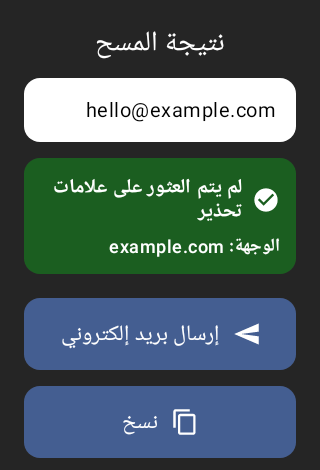 نتيجة المسح
hello@example.com
لم يتم العثور على علامات
تحذير
الوجهة: example.com
إرسال بريد إلكتروني
نسخ